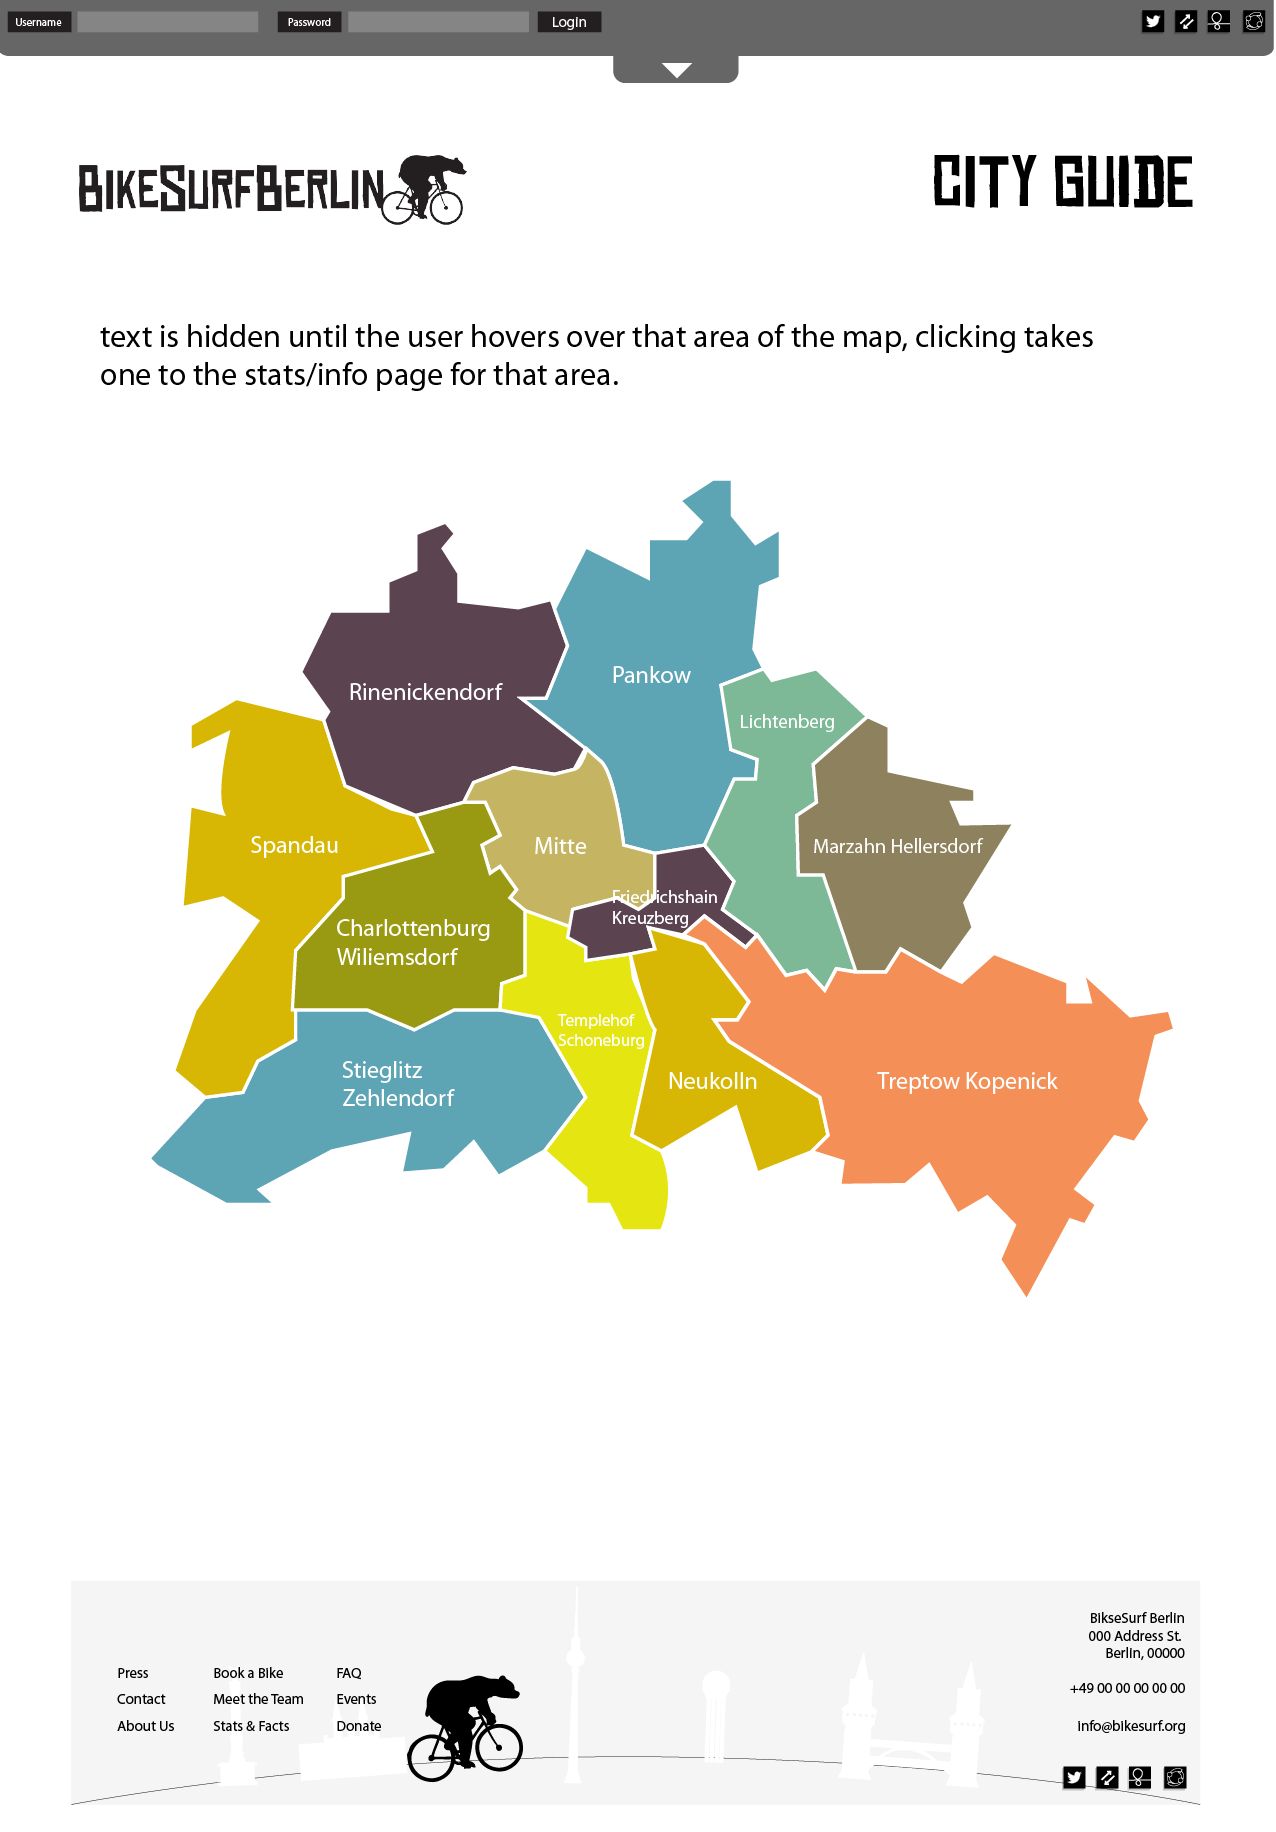 Username
Password
Login
BikeSurfBerlin
CITY GUIDE
text is hidden until the user hovers over that area of the map, clicking takes
one to the stats/info page for that area.
Pankow
Rinenickendorf
Lichtenberg
Spandau
Mitte
Marzahn Hellersdorf
Friedrichshain
Kreuzberg
Charlottenburg
Wiliemsdorf
Templehof
Schoneburg
Stieglitz
Zehlendorf
Neukolln
Treptow Kopenick
Press
Contact
About Us
Book a Bike
Meet the Team
Stats & Facts
FAQ
Events
Donate
BikseSurf Berlin
000 Address St.
Berlin, 00000
+49 00 00 00 00 00
info@bikesurf.org